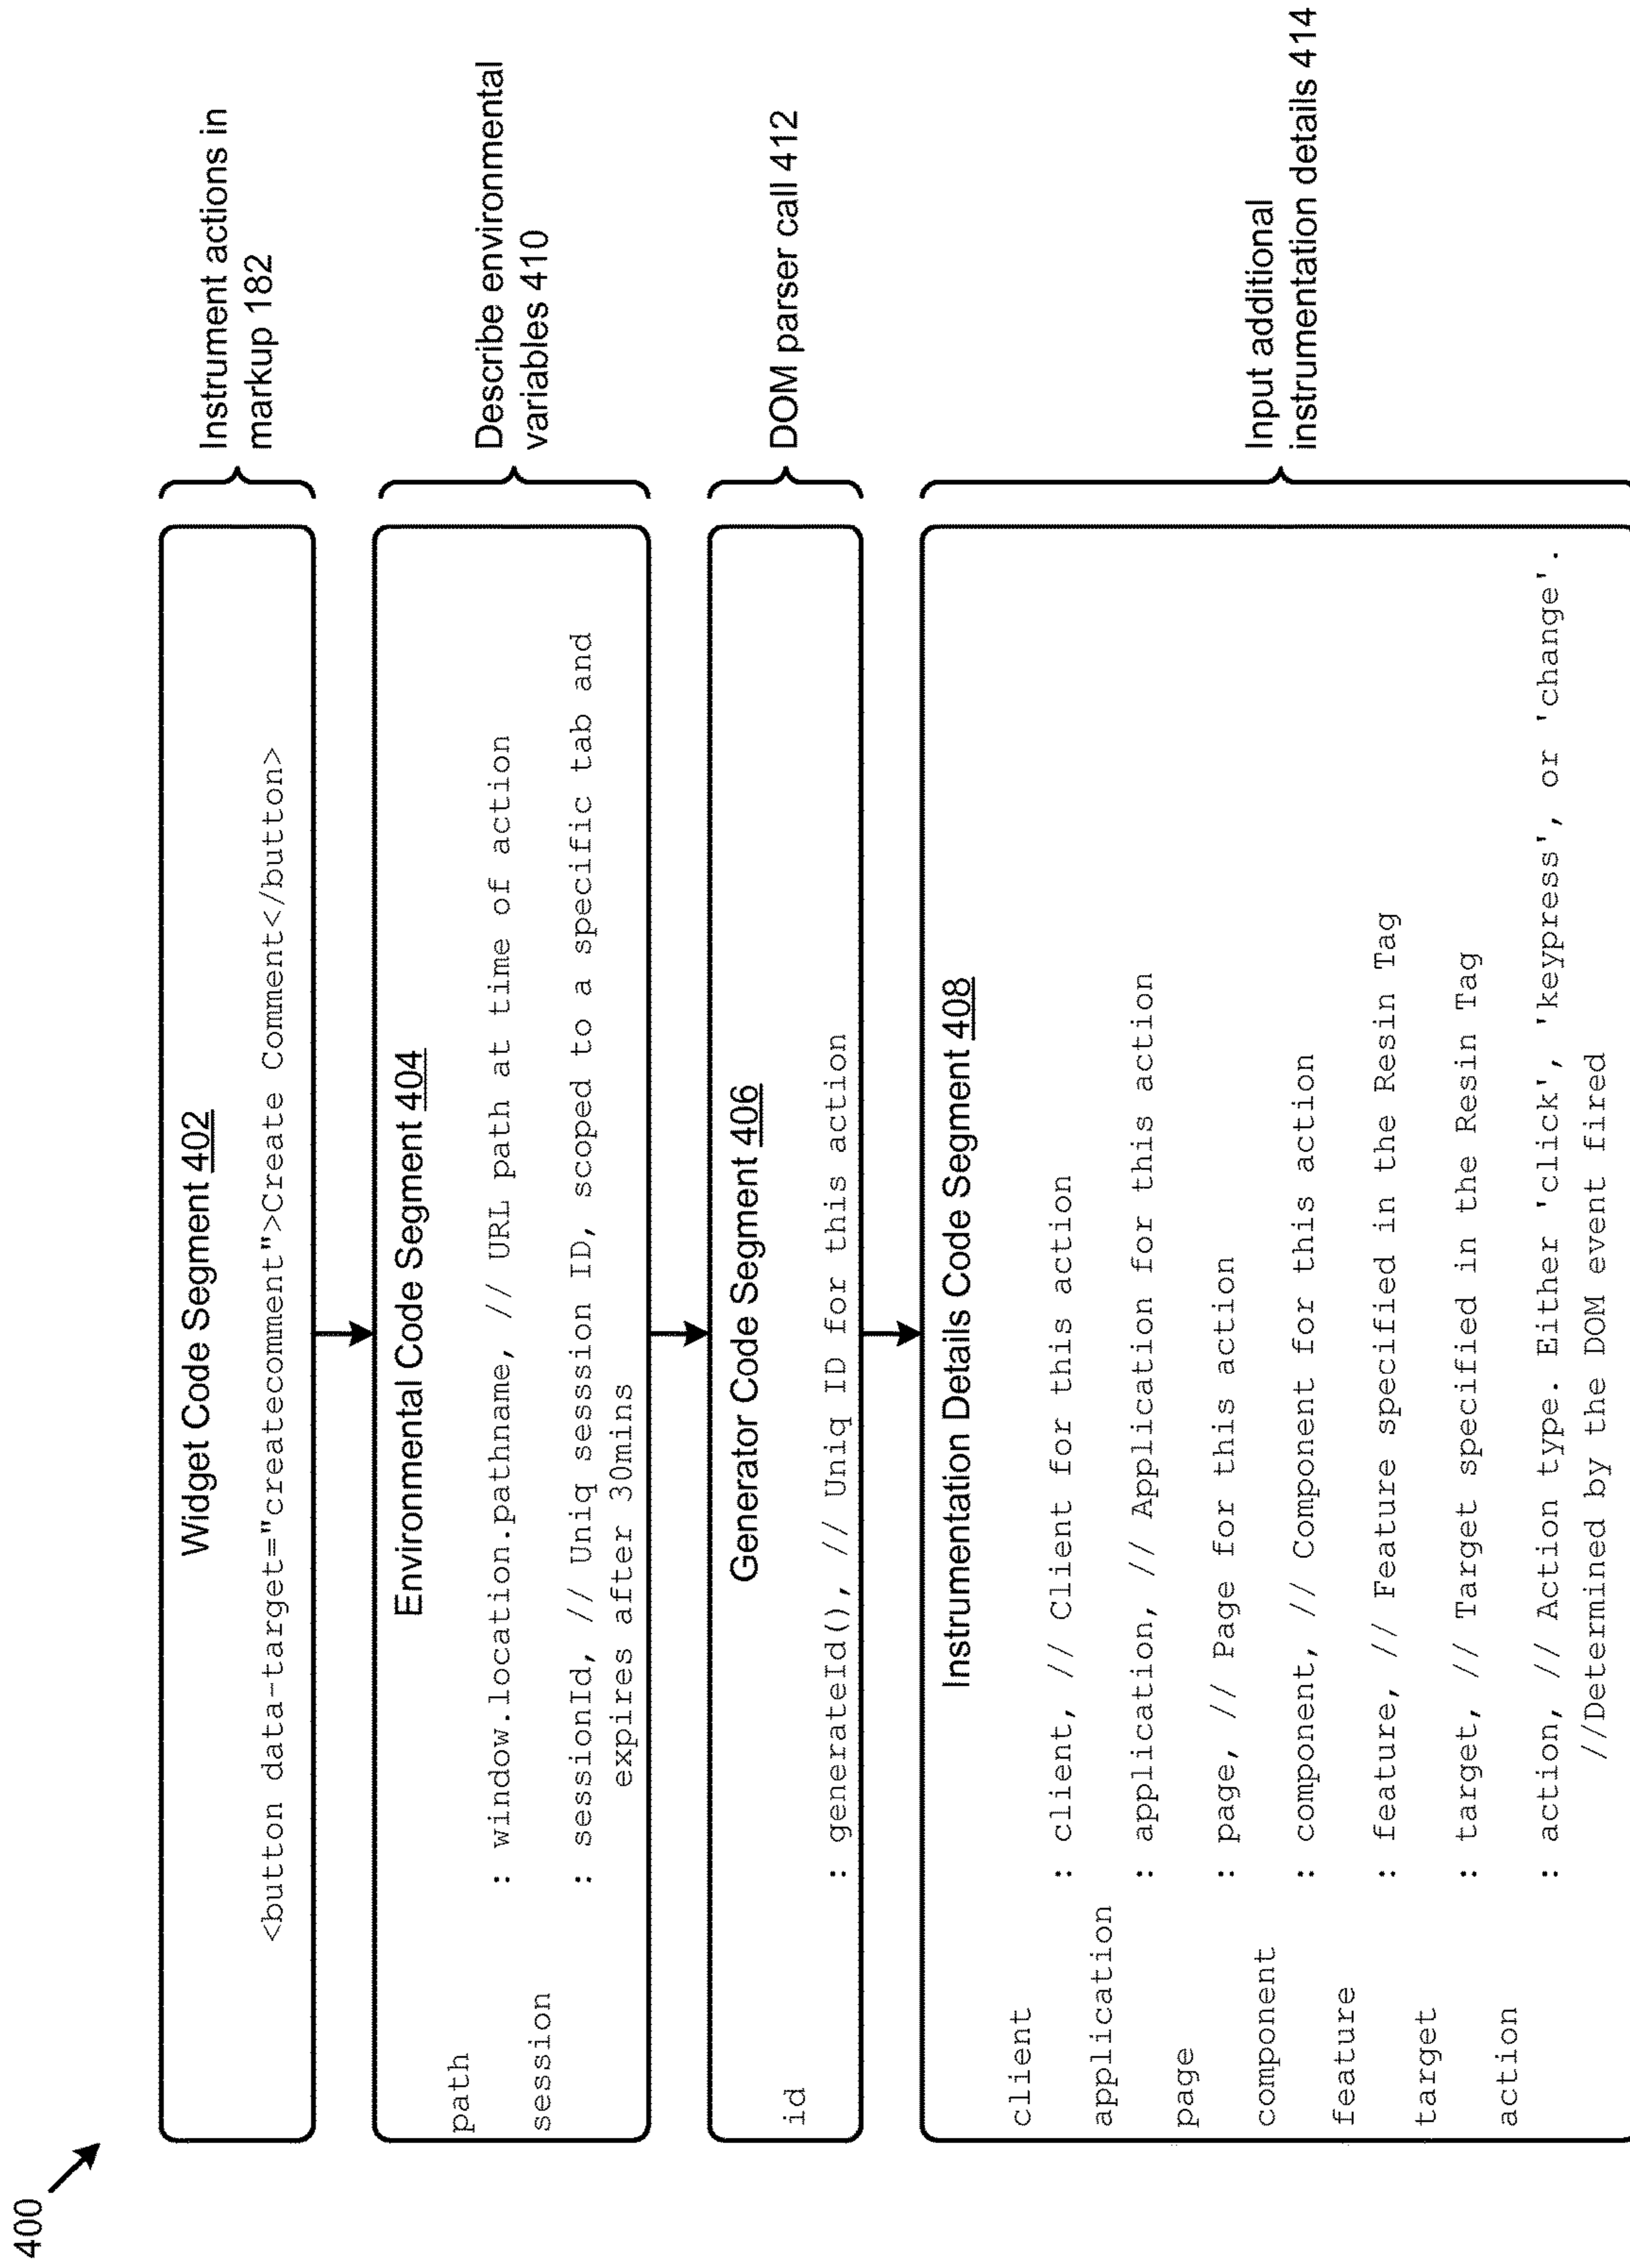 400
Widget Code Segment 402
<button data-target="createcomment">Create Comment</button>
Instrument actions in
markup 182
Environmental Code Segment 404
path
: window.location.pathname, // URL path at time of action
session
: sessionId, // Uniq sesssion ID, scoped to a specific tab and
expires after 30mins
Describe environmental
variables 410
Generator Code Segment 406
id
: generateId(), // Uniq ID for this action
DOM parser call 412
Instrumentation Details Code Segment 408
client
: client, // Client for this action
application
: application, // Application for this action
page
: page, // Page for this action
component
: component, // Component for this action
feature
: feature, // Feature specified in the Resin Tag
target
: target, // Target specified in the Resin Tag
action
: action, // Action type. Either 'click', 'keypress', or 'change'.
//Determined by the DOM event fired
Input additional
instrumentation details 414